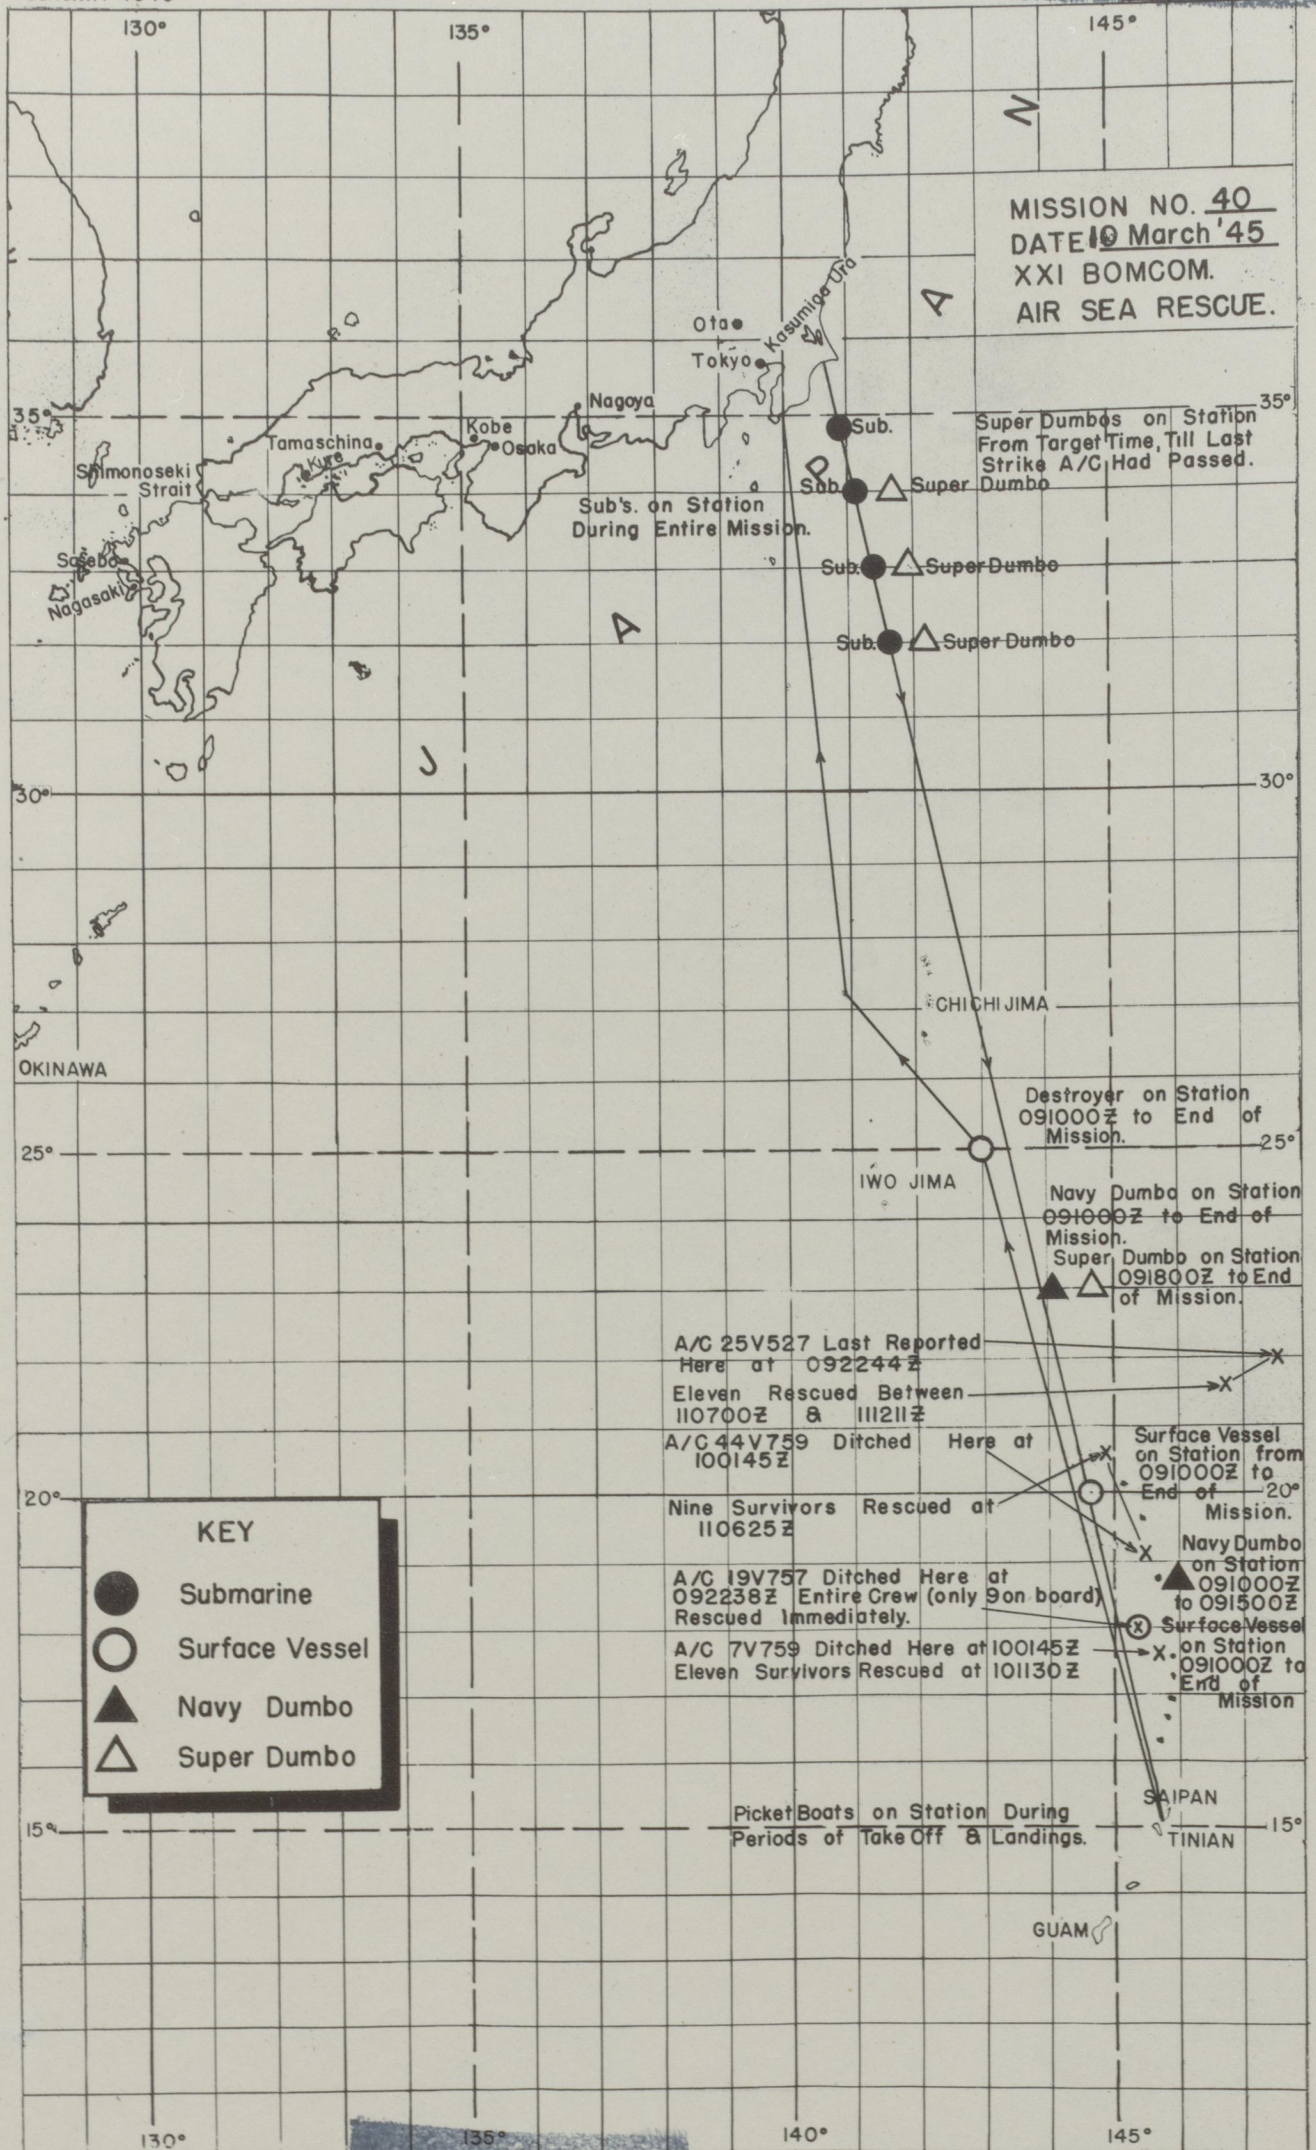 130°
135°
145°
N
MISSION NO. 40
DATE 10 March '45
XXI BOMCOM.
AIR SEA RESCUE.
A
Kasumiga Ura
Ota
Tokyo
35°
35°
Nagoya
Kobe
Osaka
Tamaschina
Kure
Shimonoseki
Strait
Sasebo
Nagasaki
Sub.
Super Dumbos on Station
From Target Time, Till Last
Strike A/C Had Passed.
P
Sub.
Super Dumbo
Sub's. on Station
During Entire Mission.
Sub.
Super Dumbo
A
Sub.
Super Dumbo
J
30°
30°
CHICHI JIMA
OKINAWA
Destroyer on Station
091000Z to End of
Mission.
25°
25°
IWO JIMA
Navy Dumbo on Station
091000Z to End of
Mission.
Super Dumbo on Station
091800Z to End
of Mission.
A/C 25V527 Last Reported
Here at 092244Z
Eleven Rescued Between
110700Z & 111211Z
A/C 44V759 Ditched Here at
100145Z
Surface Vessel
on Station from
091000Z to
End of
Mission.
20°
20°
Nine Survivors Rescued at
110625Z
Navy Dumbo
on Station
091000Z
to 091500Z
A/C 19V757 Ditched Here at
092238Z Entire Crew (only 9 on board)
Rescued Immediately.
Surface Vessel
on Station
091000Z to
End of
Mission
A/C 7V759 Ditched Here at 100145Z
Eleven Survivors Rescued at 101130Z
KEY
Submarine
Surface Vessel
Navy Dumbo
Super Dumbo
SAIPAN
Picket Boats on Station During
Periods of Take Off & Landings.
15°
15°
TINIAN
GUAM
130°
135°
140°
145°